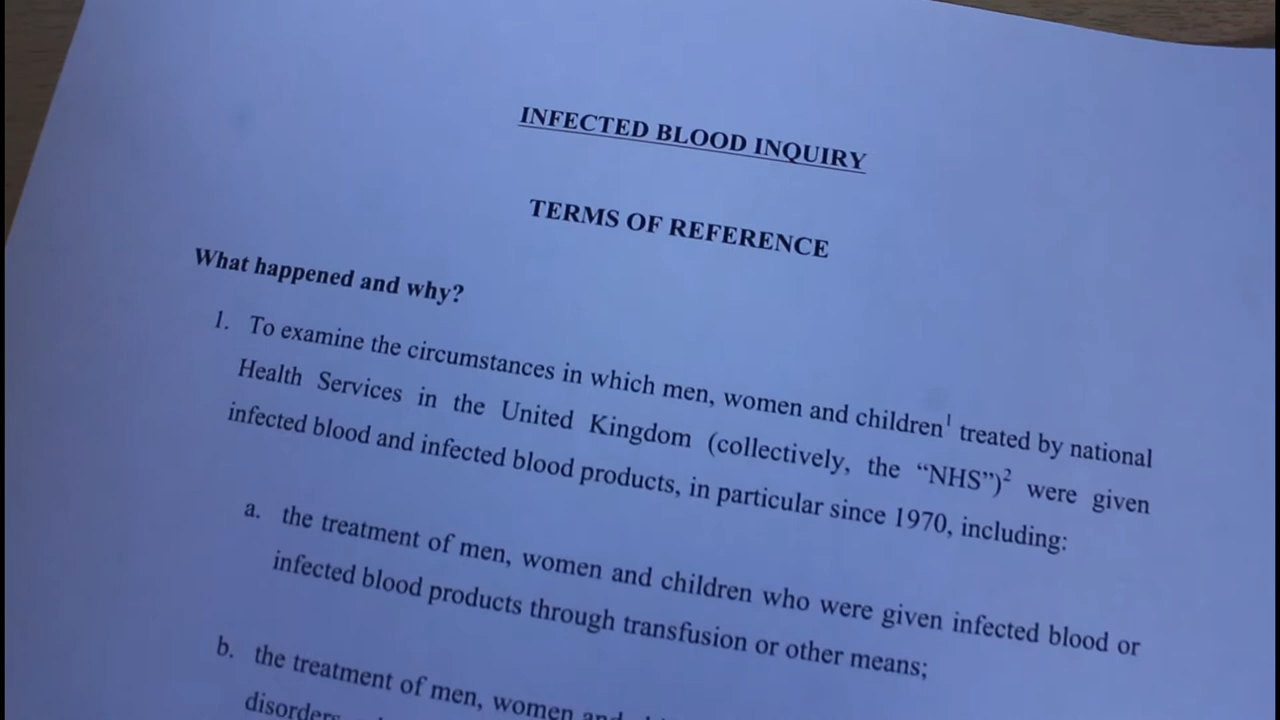 INFECTED BLOOD INQUIRY
TERMS OF REFERENCE
What happened and why?
1. To examine the circumstances in which men, women and children¹ treated by national
Health Services in the United Kingdom (collectively, the “NHS”)² were given
infected blood and infected blood products, in particular since 1970, including:
a. the treatment of men, women and children who were given infected blood or
infected blood products through transfusion or other means;
b. the treatment of men, women and
disorders